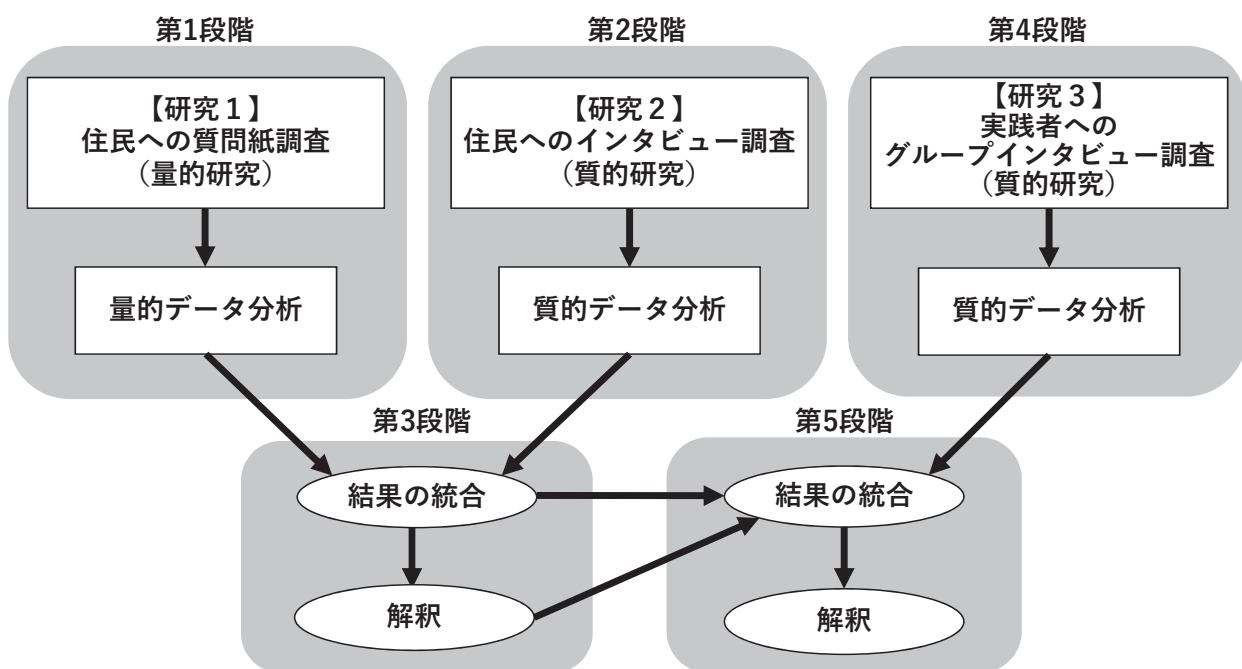 第1段階
【研究１】
住民への質問紙調査
（量的研究）
量的データ分析
第2段階
【研究２】
住民へのインタビュー調査
（質的研究）
質的データ分析
第4段階
【研究３】
実践者への
グループインタビュー調査
（質的研究）
質的データ分析
第3段階
結果の統合
解釈
第5段階
結果の統合
解釈